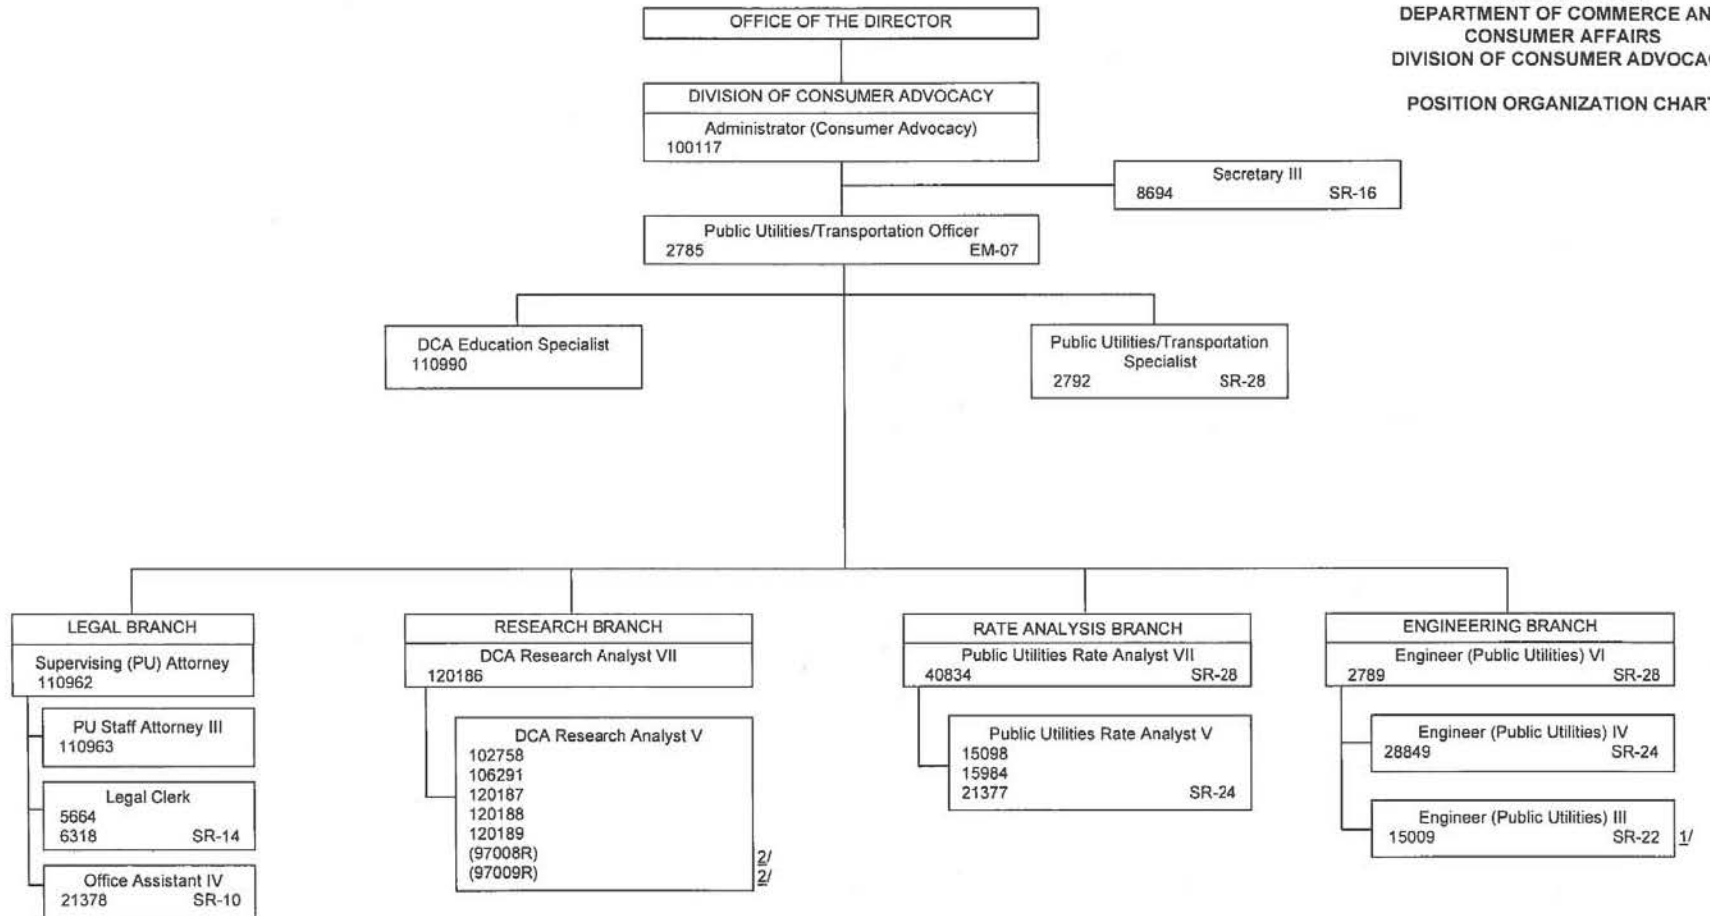 OFFICE OF THE DIRECTOR
DEPARTMENT OF COMMERCE AN
CONSUMER AFFAIRS
DIVISION OF CONSUMER ADVOCA
POSITION ORGANIZATION CHART
DIVISION OF CONSUMER ADVOCACY
Administrator (Consumer Advocacy)
100117
Secretary III
8694 SR-16
Public Utilities/Transportation Officer
2785 EM-07
DCA Education Specialist
110990
Public Utilities/Transportation
Specialist
2792 SR-28
LEGAL BRANCH
Supervising (PU) Attorney
110962
PU Staff Attorney III
110963
Legal Clerk
5664
6318 SR-14
Office Assistant IV
21378 SR-10
RESEARCH BRANCH
DCA Research Analyst VII
120186
DCA Research Analyst V
102758
106291
120187
120188
120189
(97008R) 2/
(97009R) 2/
RATE ANALYSIS BRANCH
Public Utilities Rate Analyst VII
40834 SR-28
Public Utilities Rate Analyst V
15098
15984
21377 SR-24
ENGINEERING BRANCH
Engineer (Public Utilities) VI
2789 SR-28
Engineer (Public Utilities) IV
28849 SR-24
Engineer (Public Utilities) III
15009 SR-22 1/